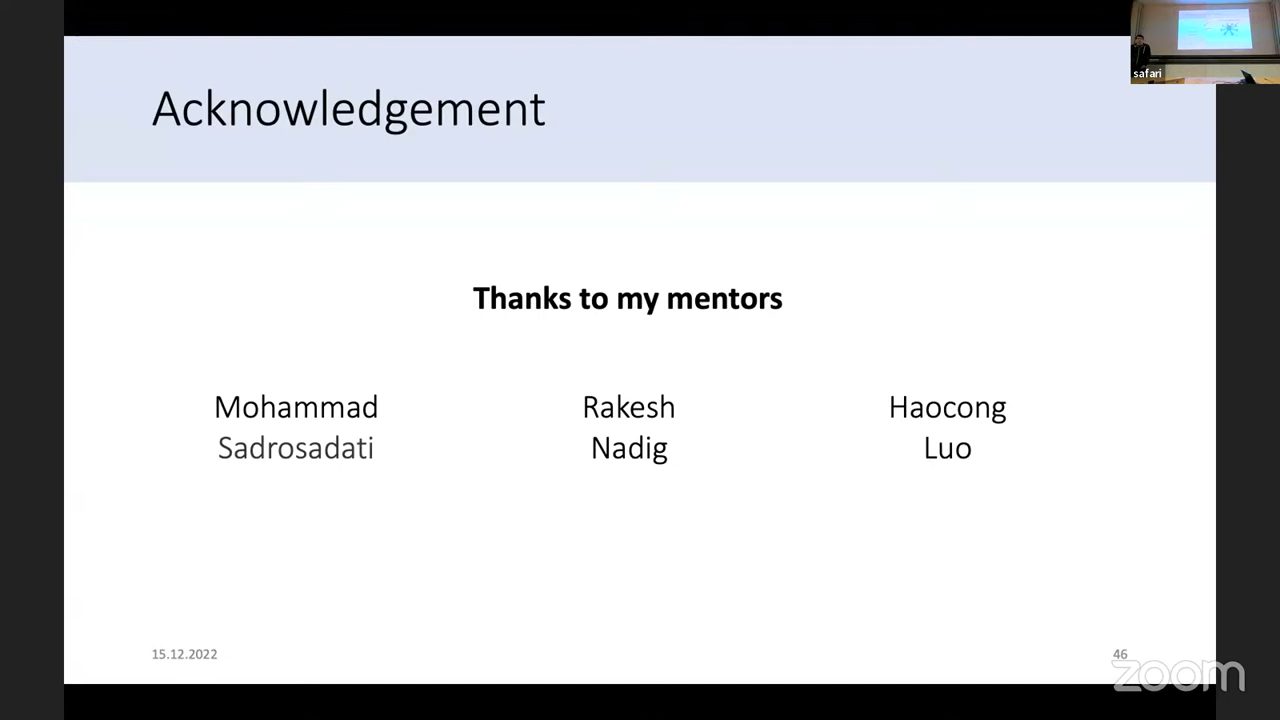 Acknowledgement
safari
Thanks to my mentors
Mohammad
Sadrosadati
Rakesh
Nadig
Haocong
Luo
15.12.2022
46
zoom